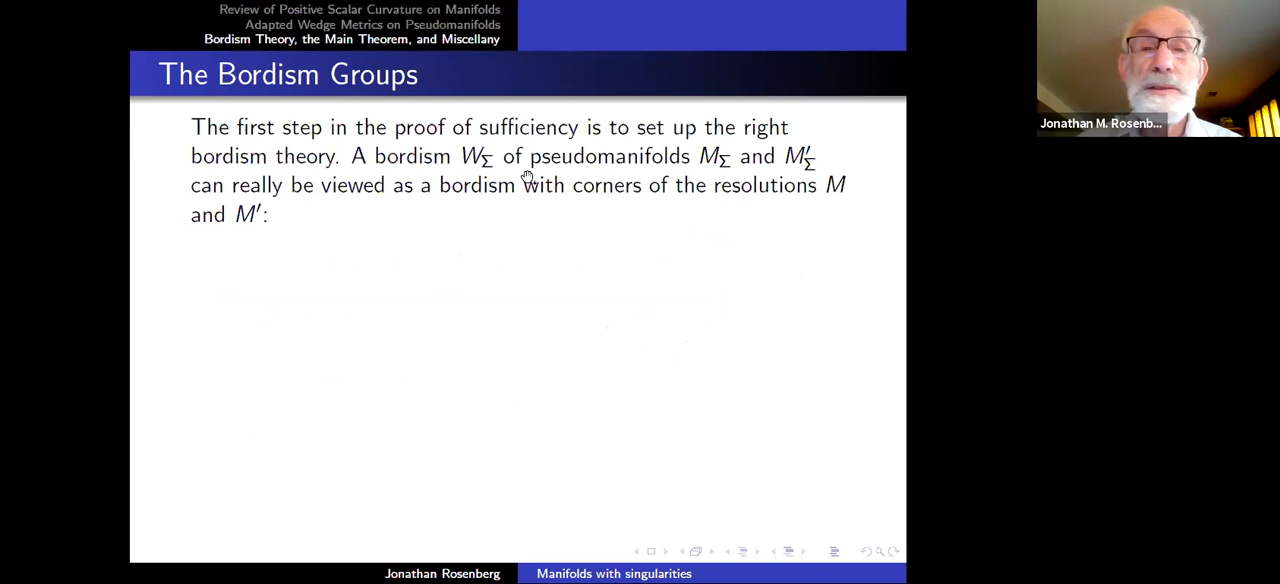 Review of Positive Scalar Curvature on Manifolds
Adapted Wedge Metrics on Pseudomanifolds
Bordism Theory, the Main Theorem, and Miscellany
The Bordism Groups
The first step in the proof of sufficiency is to set up the right
bordism theory. A bordism W_Σ of pseudomanifolds M_Σ and M′_Σ
can really be viewed as a bordism with corners of the resolutions M
and M′:
Jonathan M. Rosenb...
Jonathan Rosenberg
Manifolds with singularities